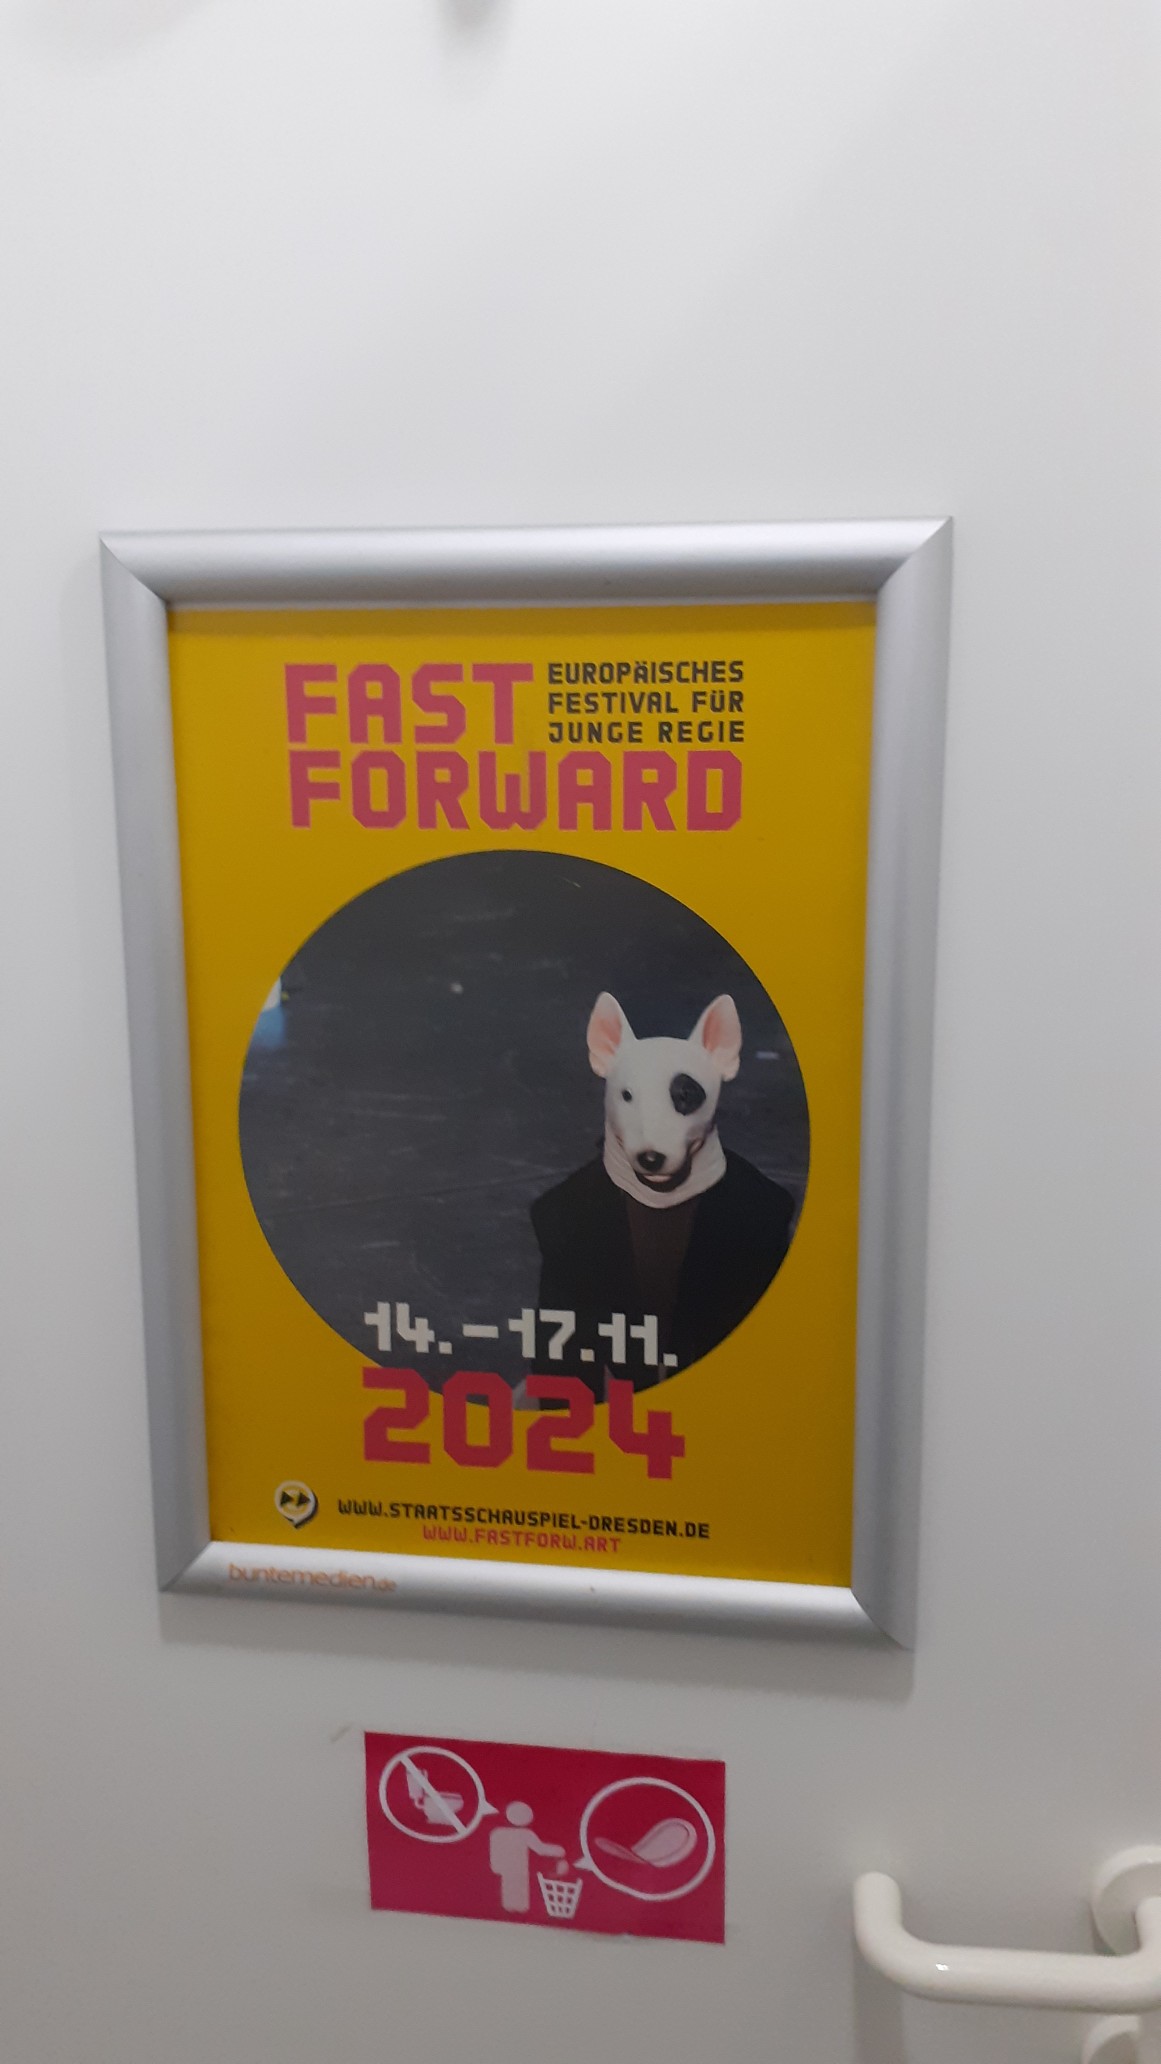 FAST
EUROPÄISCHES
FESTIVAL FÜR
JUNGE REGIE
FORWARD
14.–17.11.
2024
WWW.STAATSSCHAUSPIEL-DRESDEN.DE
WWW.FASTFORW.ART
buntemedien.de